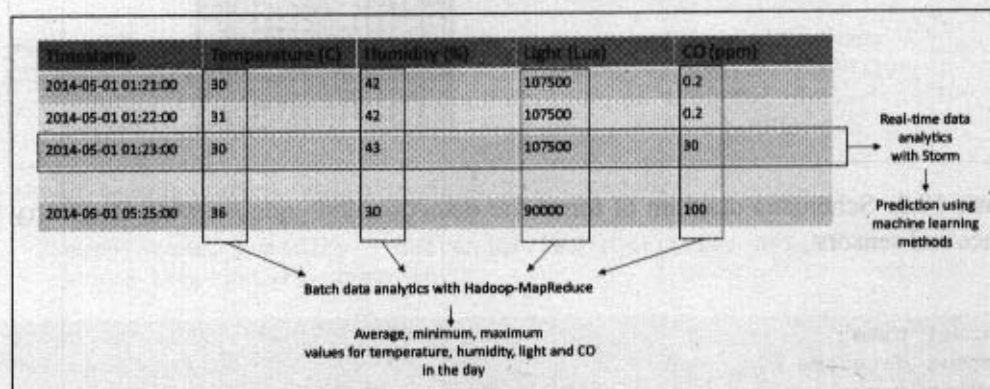 Timestamp Temperature (C) Humidity (%) Light (Lux) CO (ppm)
2014-05-01 01:21:00 30 42 107500 0.2
2014-05-01 01:22:00 31 42 107500 0.2
2014-05-01 01:23:00 30 43 107500 30
2014-05-01 05:25:00 36 30 90000 100
Real-time data
analytics
with Storm
Prediction using
machine learning
methods
Batch data analytics with Hadoop-MapReduce
Average, minimum, maximum
values for temperature, humidity, light and CO
in the day